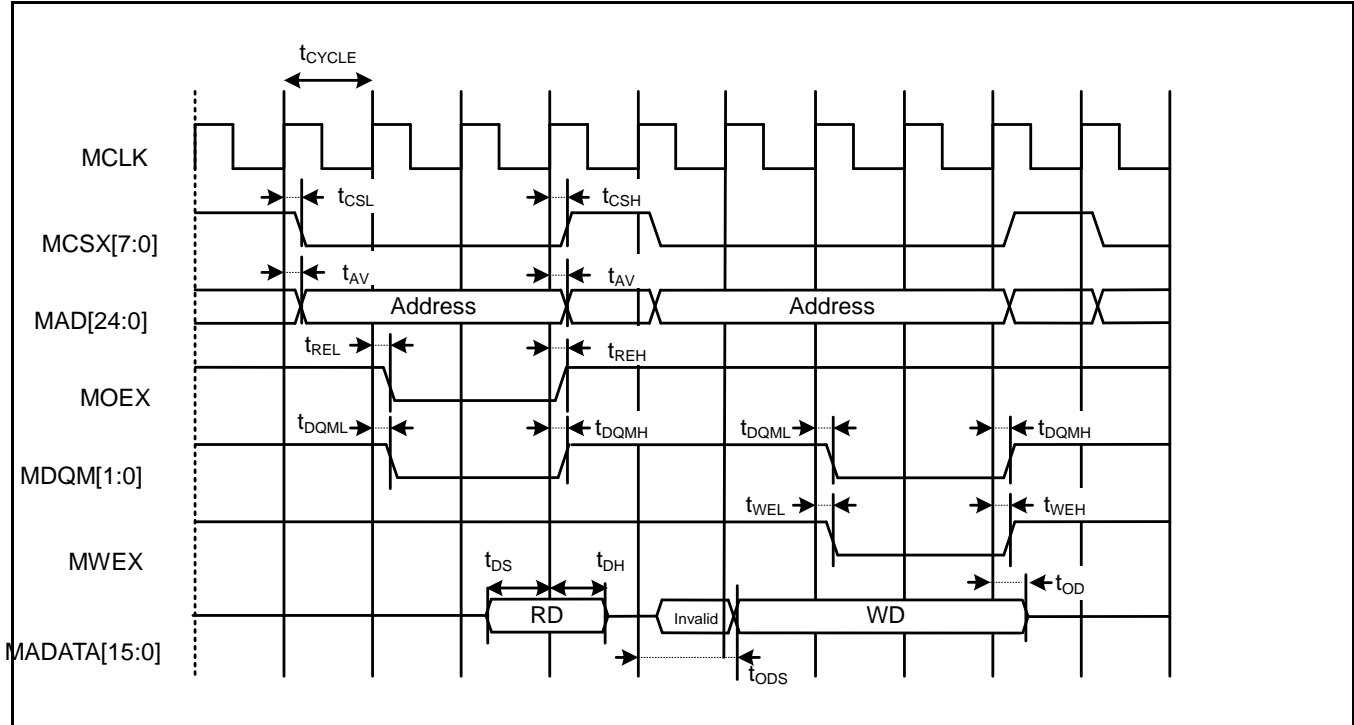 tCYCLE
MCLK
tCSL tCSH
MCSX[7:0]
tAV tAV
Address Address
MAD[24:0]
tREL tREH
MOEX
tDQML tDQMH tDQML tDQMH
MDQM[1:0]
tWEL tWEH
MWEX
tDS tDH
tOD
RD Invalid WD
MADATA[15:0]
tODS